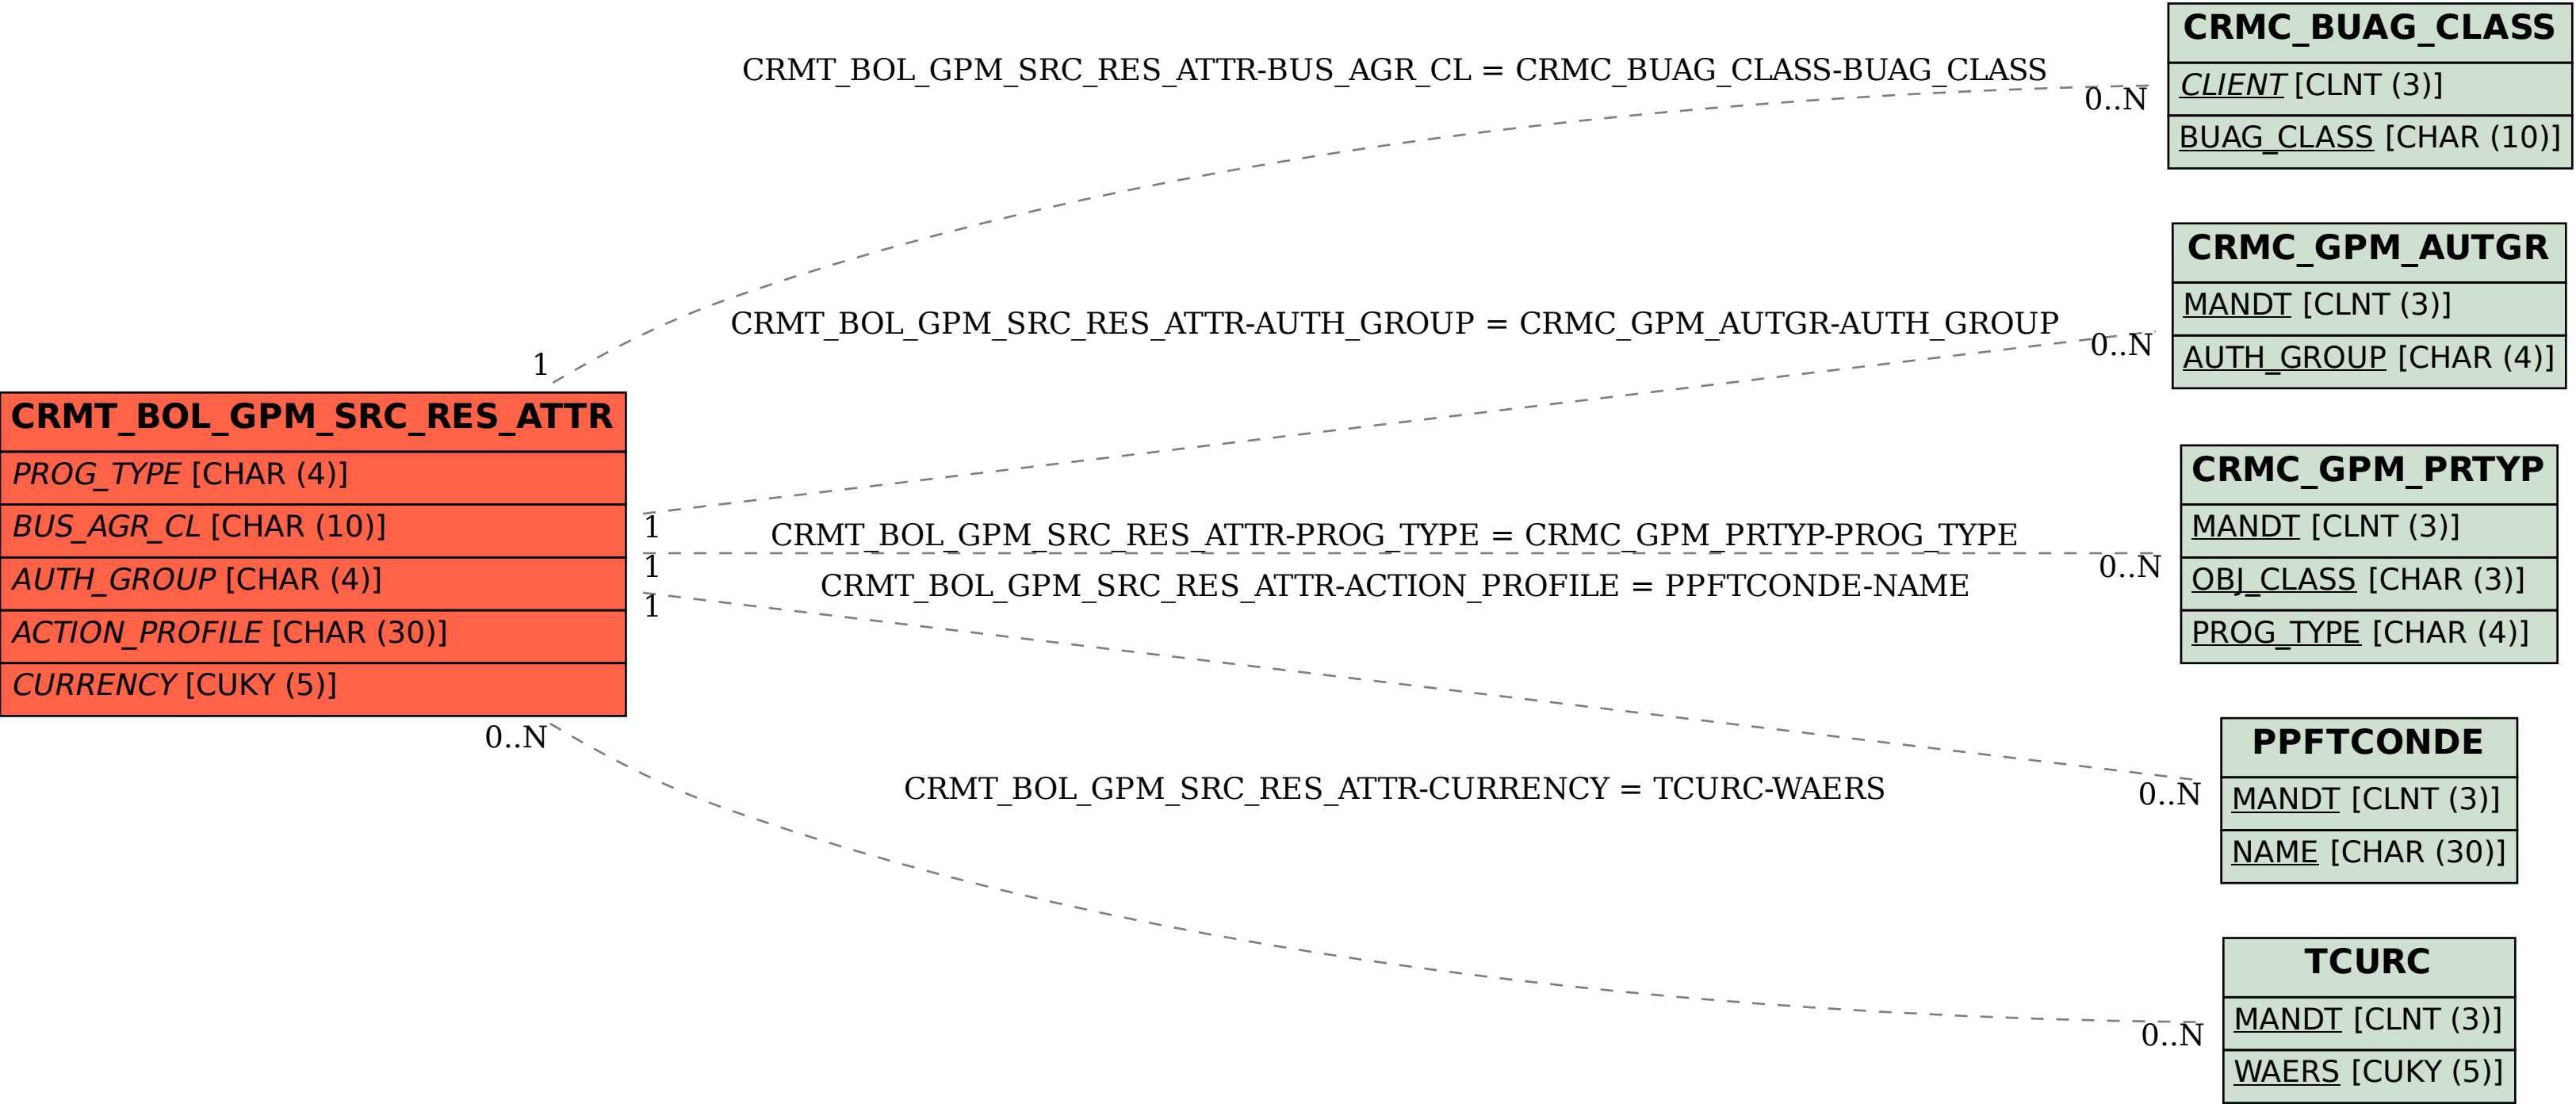 CRMT_BOL_GPM_SRC_RES_ATTR
PROG_TYPE [CHAR (4)]
BUS_AGR_CL [CHAR (10)]
AUTH_GROUP [CHAR (4)]
ACTION_PROFILE [CHAR (30)]
CURRENCY [CUKY (5)]
1
1
1
1
0..N
CRMT_BOL_GPM_SRC_RES_ATTR-BUS_AGR_CL = CRMC_BUAG_CLASS-BUAG_CLASS
0..N
CRMT_BOL_GPM_SRC_RES_ATTR-AUTH_GROUP = CRMC_GPM_AUTGR-AUTH_GROUP
0..N
CRMT_BOL_GPM_SRC_RES_ATTR-PROG_TYPE = CRMC_GPM_PRTYP-PROG_TYPE
0..N
CRMT_BOL_GPM_SRC_RES_ATTR-ACTION_PROFILE = PPFTCONDE-NAME
0..N
CRMT_BOL_GPM_SRC_RES_ATTR-CURRENCY = TCURC-WAERS
0..N
CRMC_BUAG_CLASS
CLIENT [CLNT (3)]
BUAG_CLASS [CHAR (10)]
CRMC_GPM_AUTGR
MANDT [CLNT (3)]
AUTH_GROUP [CHAR (4)]
CRMC_GPM_PRTYP
MANDT [CLNT (3)]
OBJ_CLASS [CHAR (3)]
PROG_TYPE [CHAR (4)]
PPFTCONDE
MANDT [CLNT (3)]
NAME [CHAR (30)]
TCURC
MANDT [CLNT (3)]
WAERS [CUKY (5)]